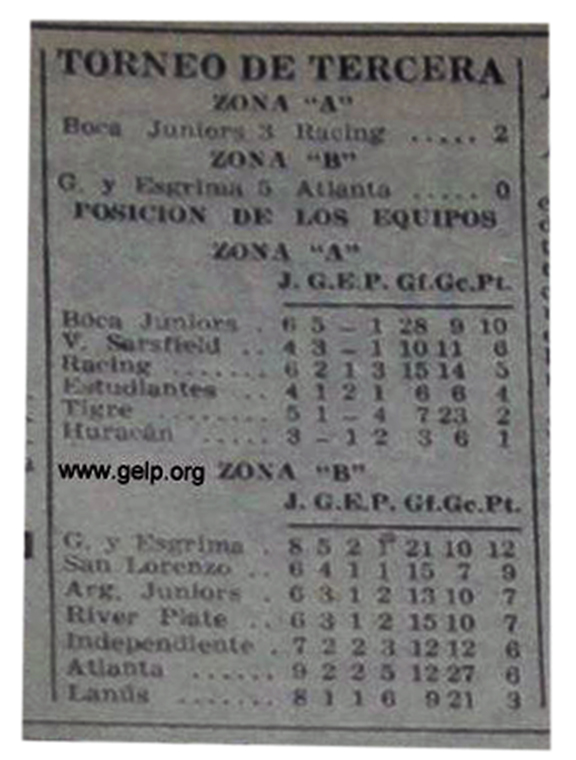 TORNEO DE TERCERA
ZONA "A"
Boca Juniors 3 Racing ..... 2
ZONA "B"
G. y Esgrima 5 Atlanta ..... 0
POSICION DE LOS EQUIPOS
ZONA "A"
J. G. E. P. Gf. Gc. Pt.
Boca Juniors . 6 5 – 1 28 9 10
V. Sarsfield .. 4 3 – 1 10 11 6
Racing ....... 6 2 1 3 15 14 5
Estudiantes .. 4 1 2 1 6 6 4
Tigre ........ 5 1 – 4 7 23 2
Huracán ..... 3 – 1 2 3 6 1
www.gelp.org ZONA "B"
J. G. E. P. Gf. Gc. Pt.
G. y Esgrima . 8 5 2 1 21 10 12
San Lorenzo .. 6 4 1 1 15 7 9
Arg. Juniors . 6 3 1 2 13 10 7
River Plate .. 6 3 1 2 15 10 7
Independiente . 7 2 2 3 12 12 6
Atlanta ...... 9 2 2 5 12 27 6
Lanús ....... 8 1 1 6 9 21 3